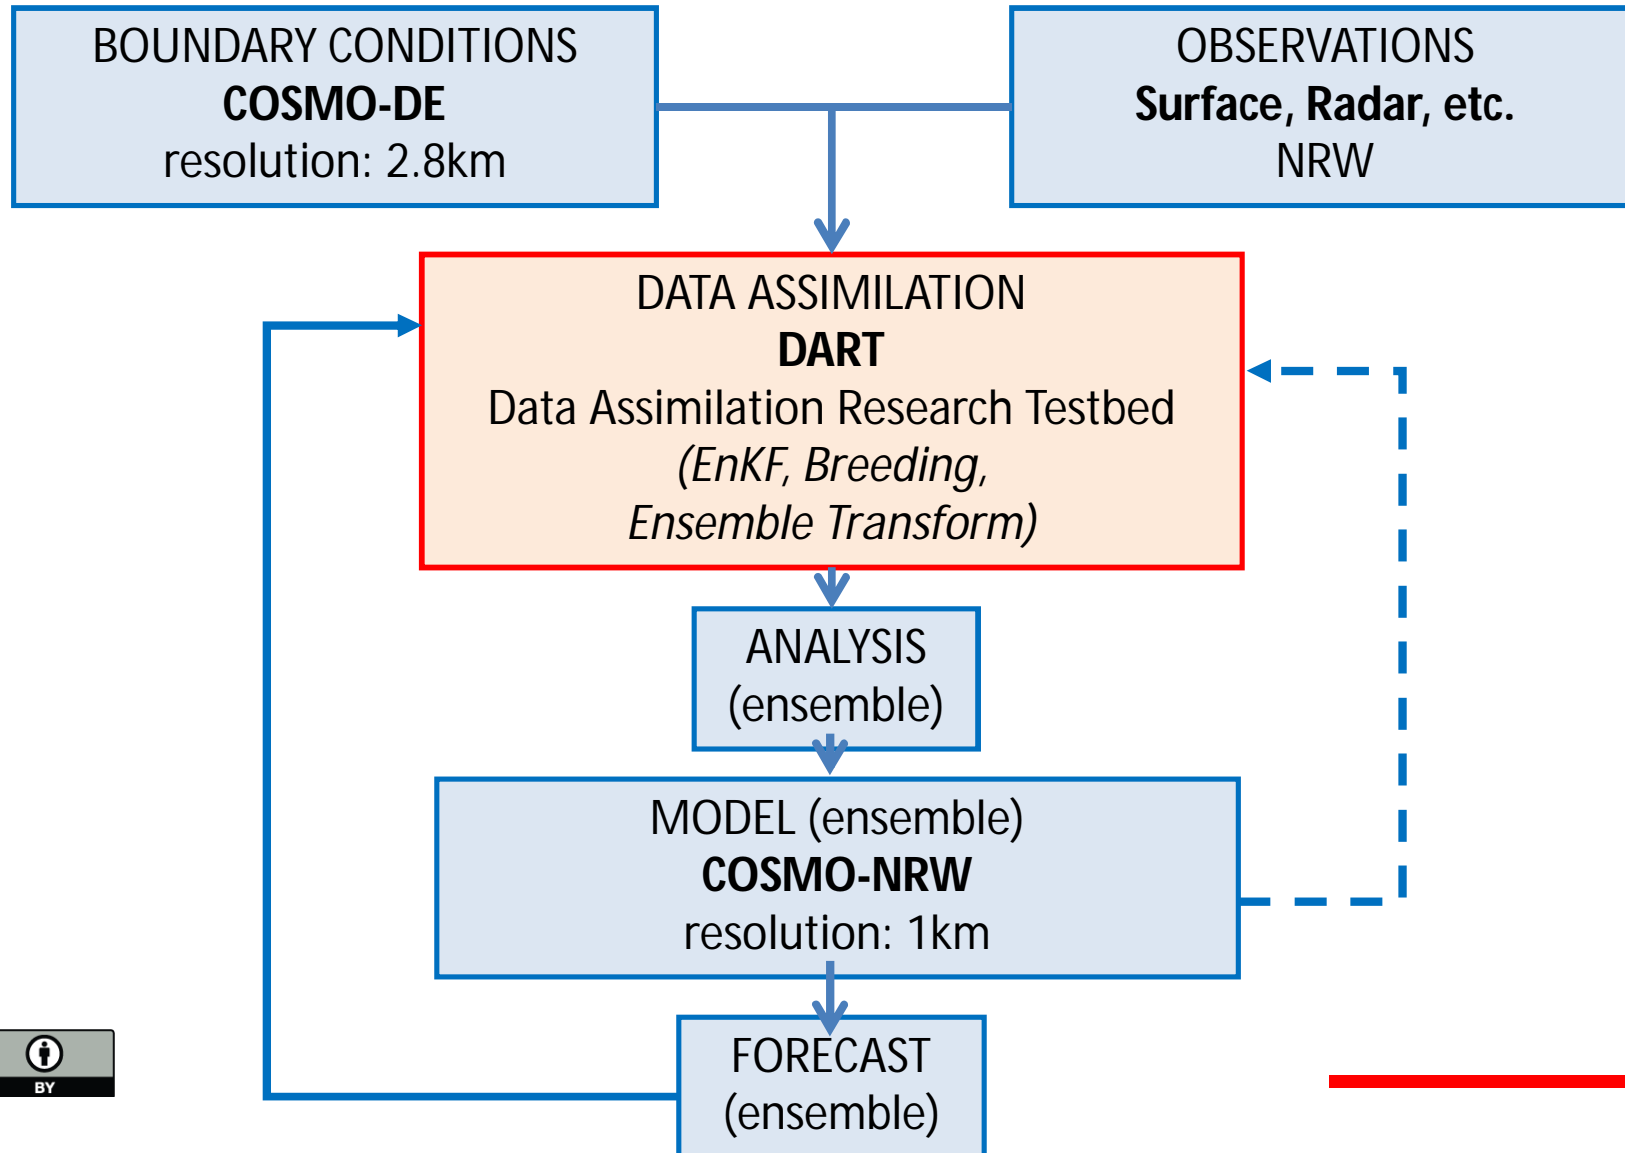 BOUNDARY CONDITIONS
COSMO-DE
resolution: 2.8km
OBSERVATIONS
Surface, Radar, etc.
NRW
DATA ASSIMILATION
DART
Data Assimilation Research Testbed
(EnKF, Breeding,
Ensemble Transform)
ANALYSIS
(ensemble)
MODEL (ensemble)
COSMO-NRW
resolution: 1km
FORECAST
(ensemble)
BY